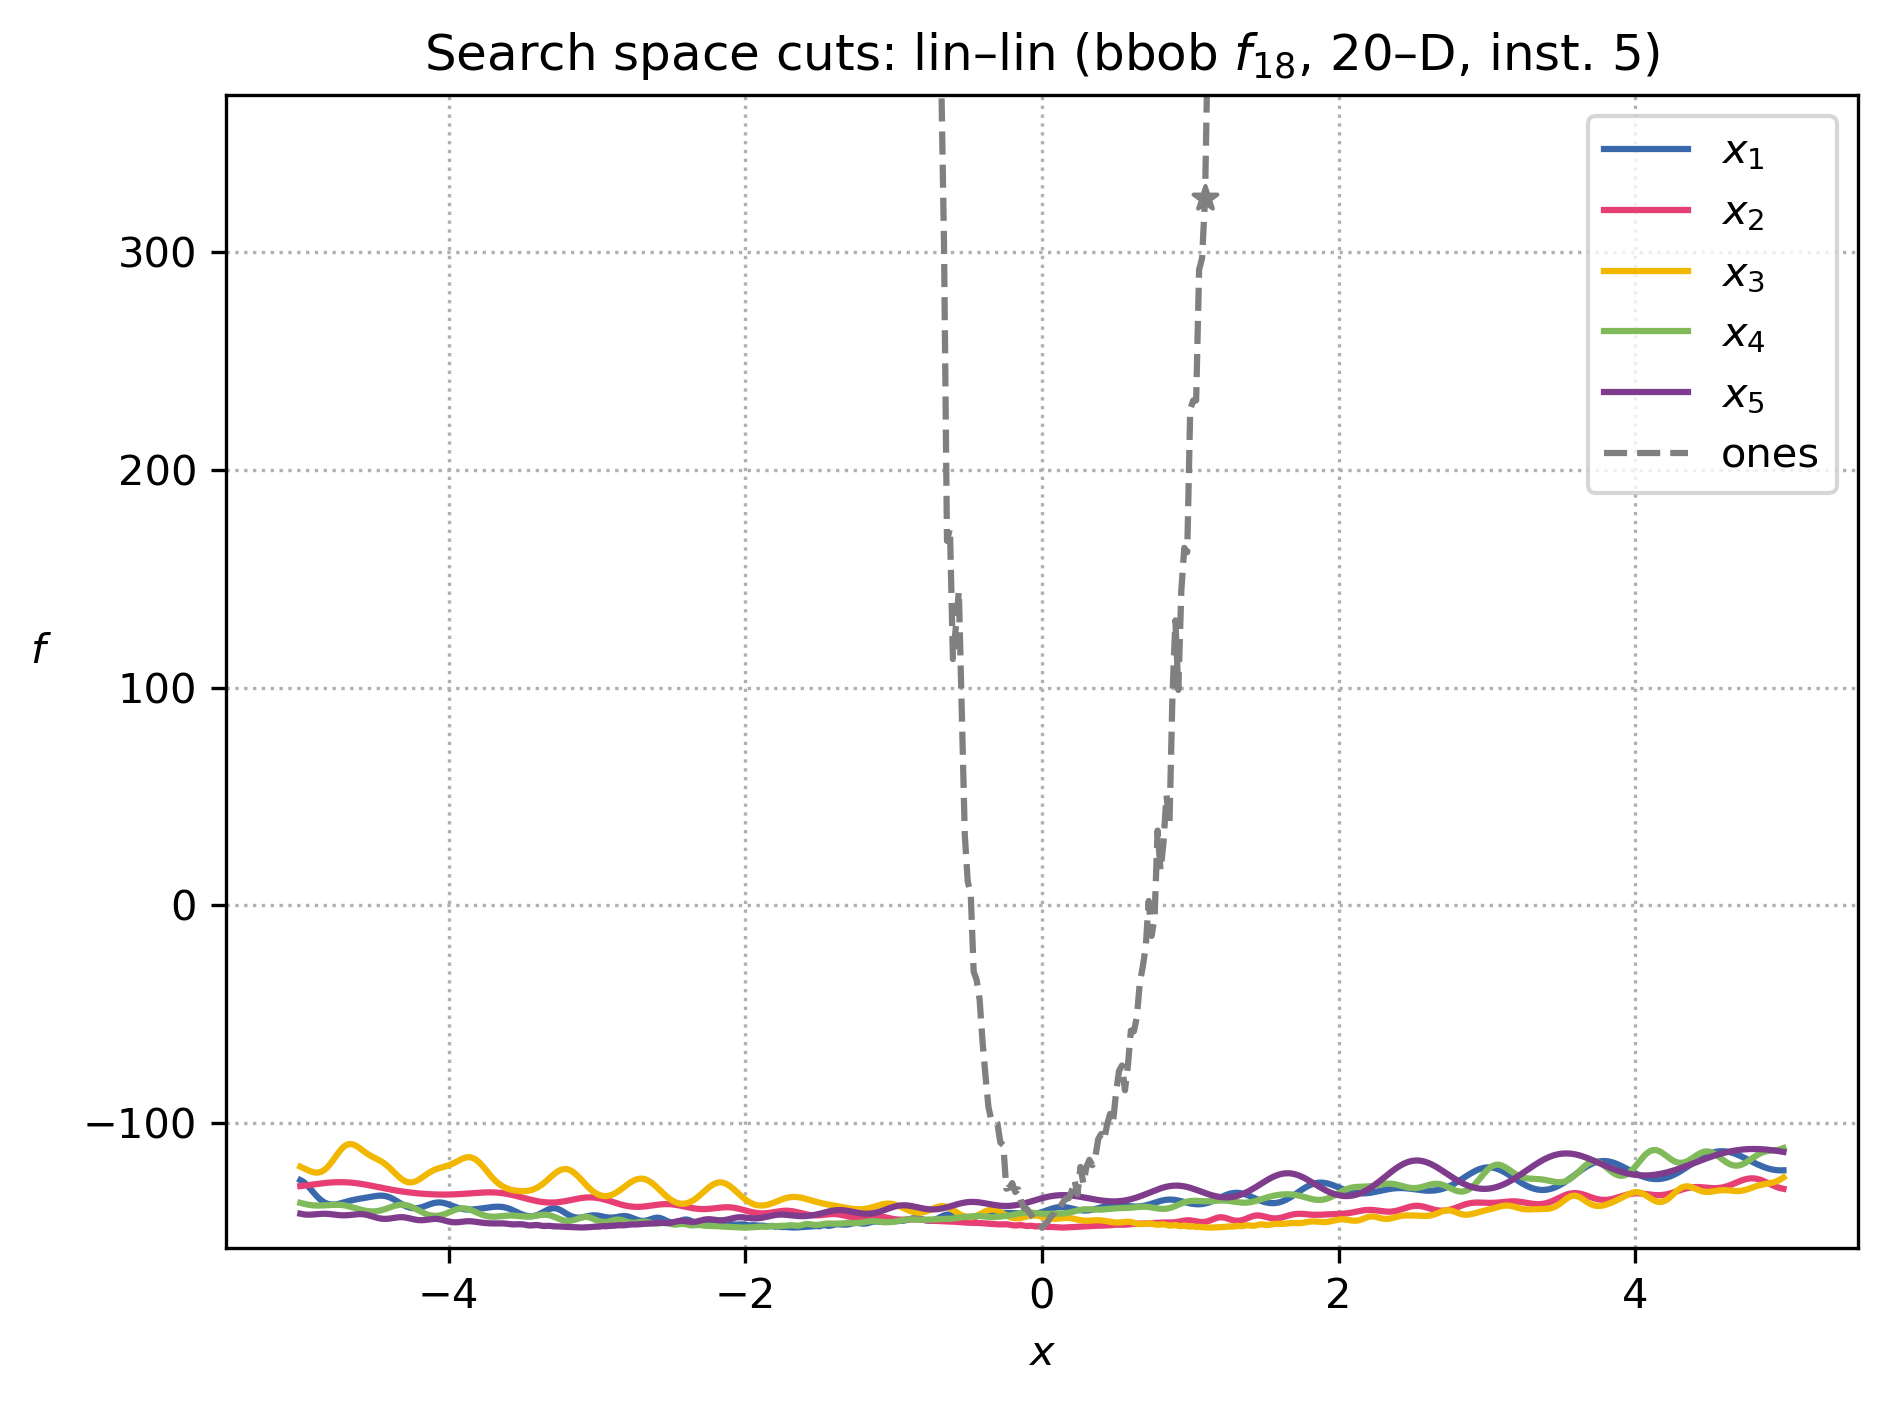 Search space cuts: lin–lin (bbob f18, 20–D, inst. 5)
x1
x2
x3
x4
x5
ones
300
200
100
0
−100
f
−4
−2
0
2
4
x